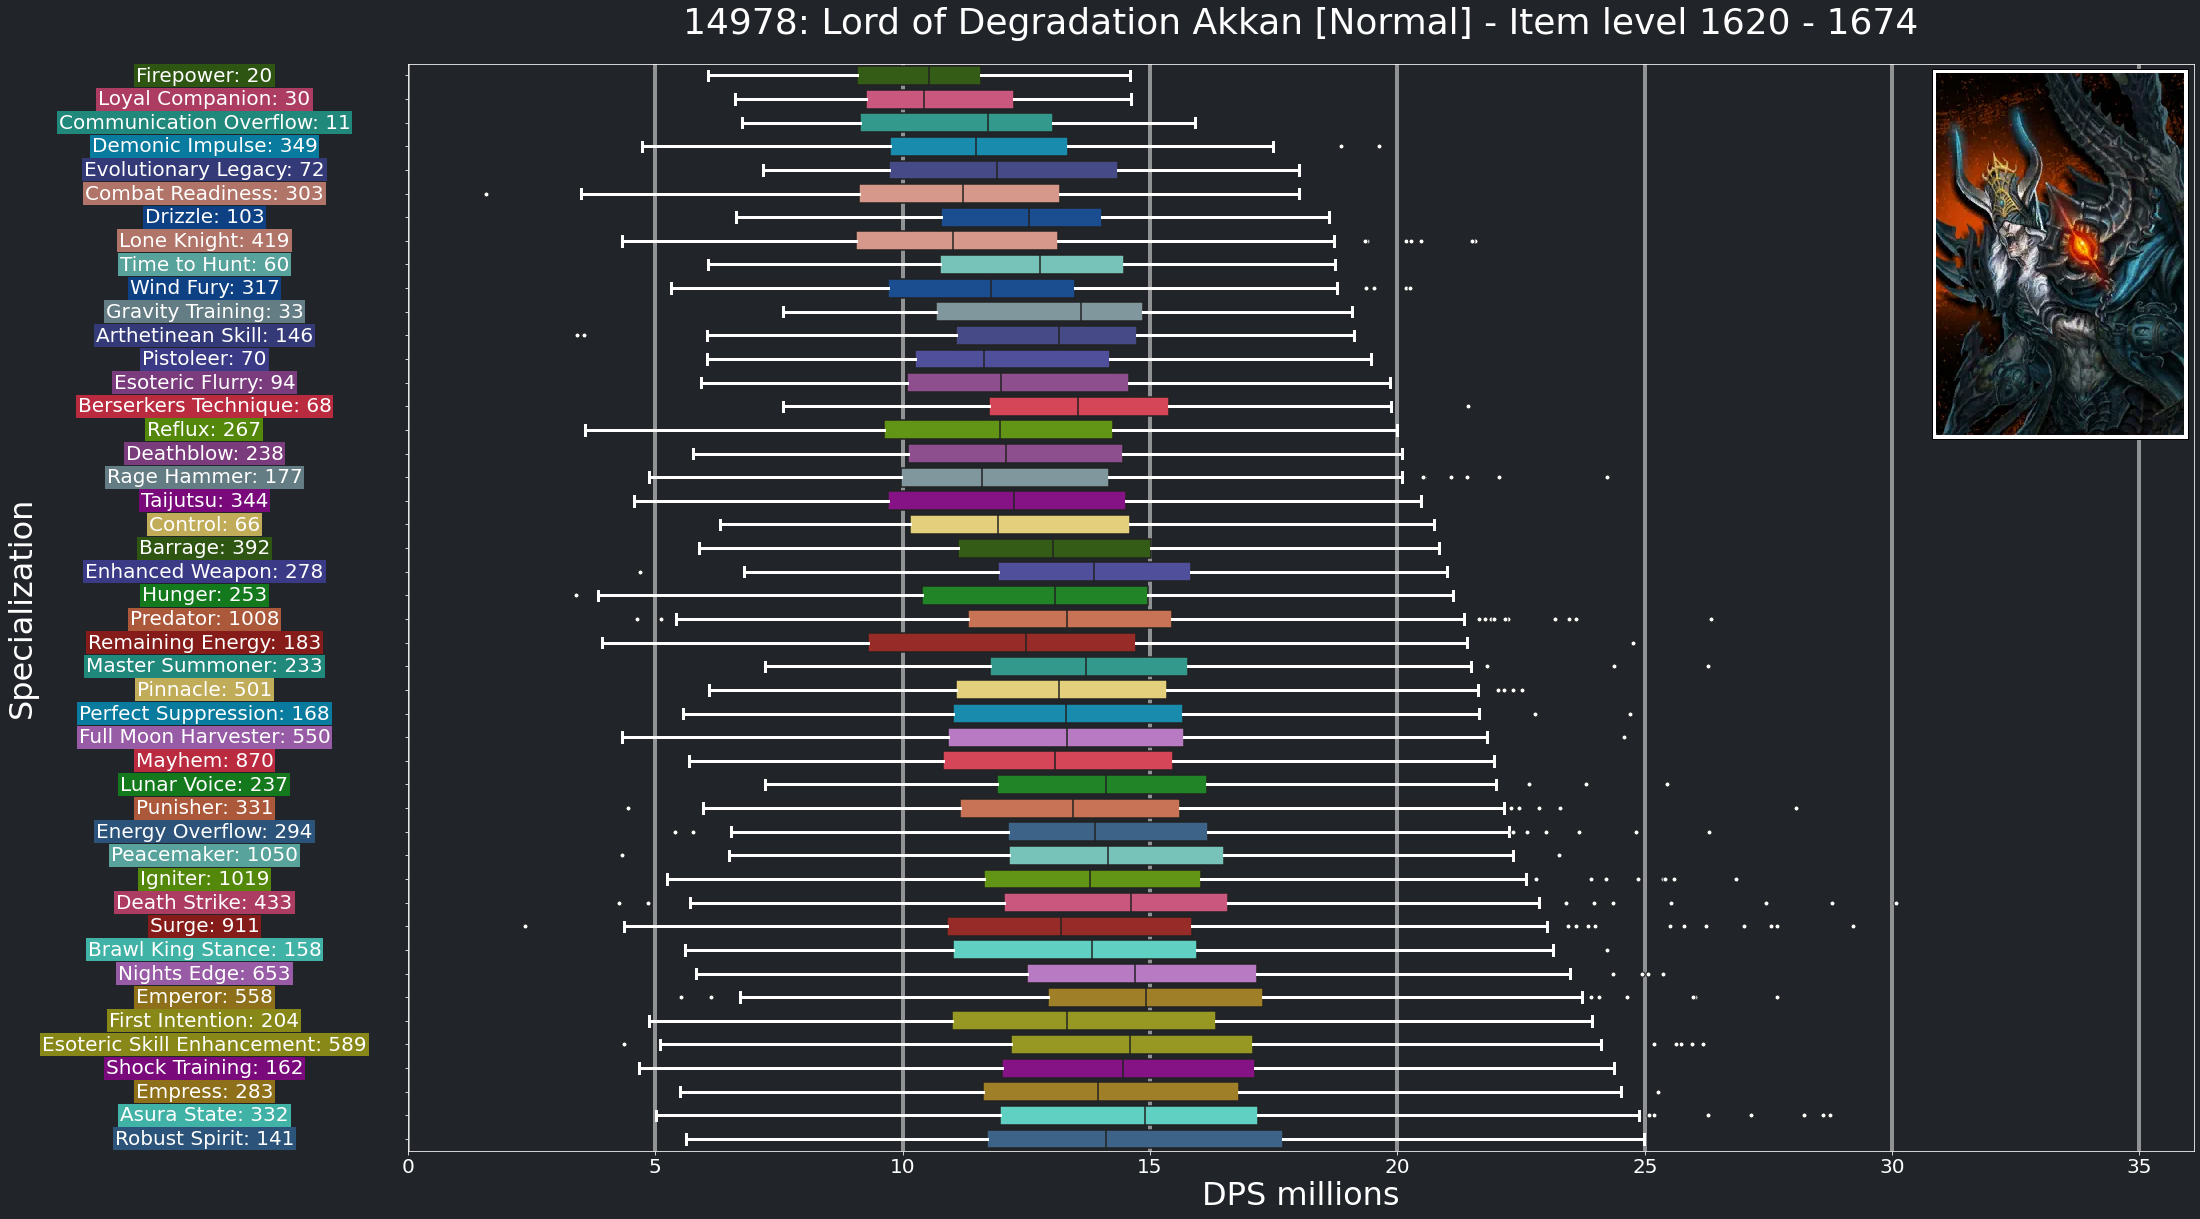 14978: Lord of Degradation Akkan [Normal] - Item level 1620 - 1674
Specialization
Firepower: 20
Loyal Companion: 30
Communication Overflow: 11
Demonic Impulse: 349
Evolutionary Legacy: 72
Combat Readiness: 303
Drizzle: 103
Lone Knight: 419
Time to Hunt: 60
Wind Fury: 317
Gravity Training: 33
Arthetinean Skill: 146
Pistoleer: 70
Esoteric Flurry: 94
Berserkers Technique: 68
Reflux: 267
Deathblow: 238
Rage Hammer: 177
Taijutsu: 344
Control: 66
Barrage: 392
Enhanced Weapon: 278
Hunger: 253
Predator: 1008
Remaining Energy: 183
Master Summoner: 233
Pinnacle: 501
Perfect Suppression: 168
Full Moon Harvester: 550
Mayhem: 870
Lunar Voice: 237
Punisher: 331
Energy Overflow: 294
Peacemaker: 1050
Igniter: 1019
Death Strike: 433
Surge: 911
Brawl King Stance: 158
Nights Edge: 653
Emperor: 558
First Intention: 204
Esoteric Skill Enhancement: 589
Shock Training: 162
Empress: 283
Asura State: 332
Robust Spirit: 141
0 5 10 15 20 25 30 35
DPS millions